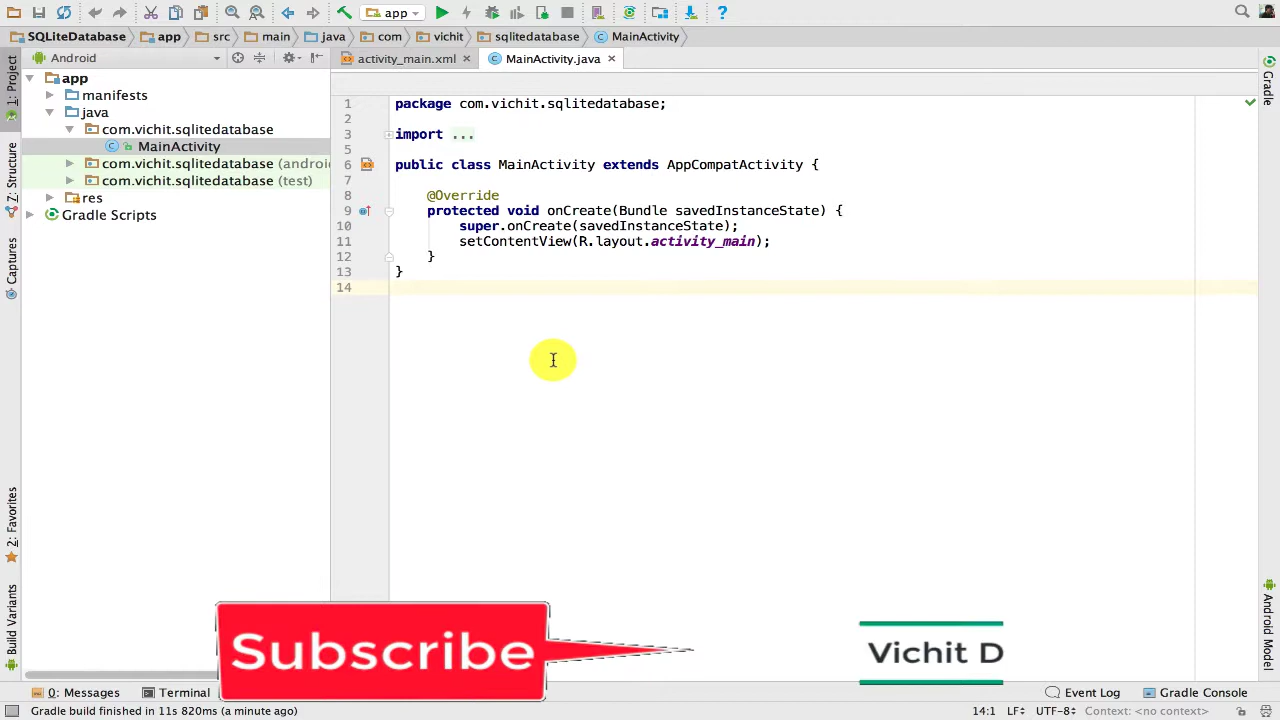 app
SQLiteDatabase app src main java com vichit sqlitedatabase MainActivity
Android
activity_main.xml
MainActivity.java
1: Project
Z: Structure
Captures
2: Favorites
Build Variants
app
manifests
java
com.vichit.sqlitedatabase
MainActivity
com.vichit.sqlitedatabase (androi
com.vichit.sqlitedatabase (test)
res
Gradle Scripts
1 package com.vichit.sqlitedatabase;
2
3 import ...
5
6 public class MainActivity extends AppCompatActivity {
7
8 @Override
9 protected void onCreate(Bundle savedInstanceState) {
10 super.onCreate(savedInstanceState);
11 setContentView(R.layout.activity_main);
12 }
13 }
14
Gradle
Android Model
Subscribe
Vichit D
0: Messages
Terminal
Event Log
Gradle Console
Gradle build finished in 11s 820ms (a minute ago)
14:1 LF UTF-8 Context: <no context>